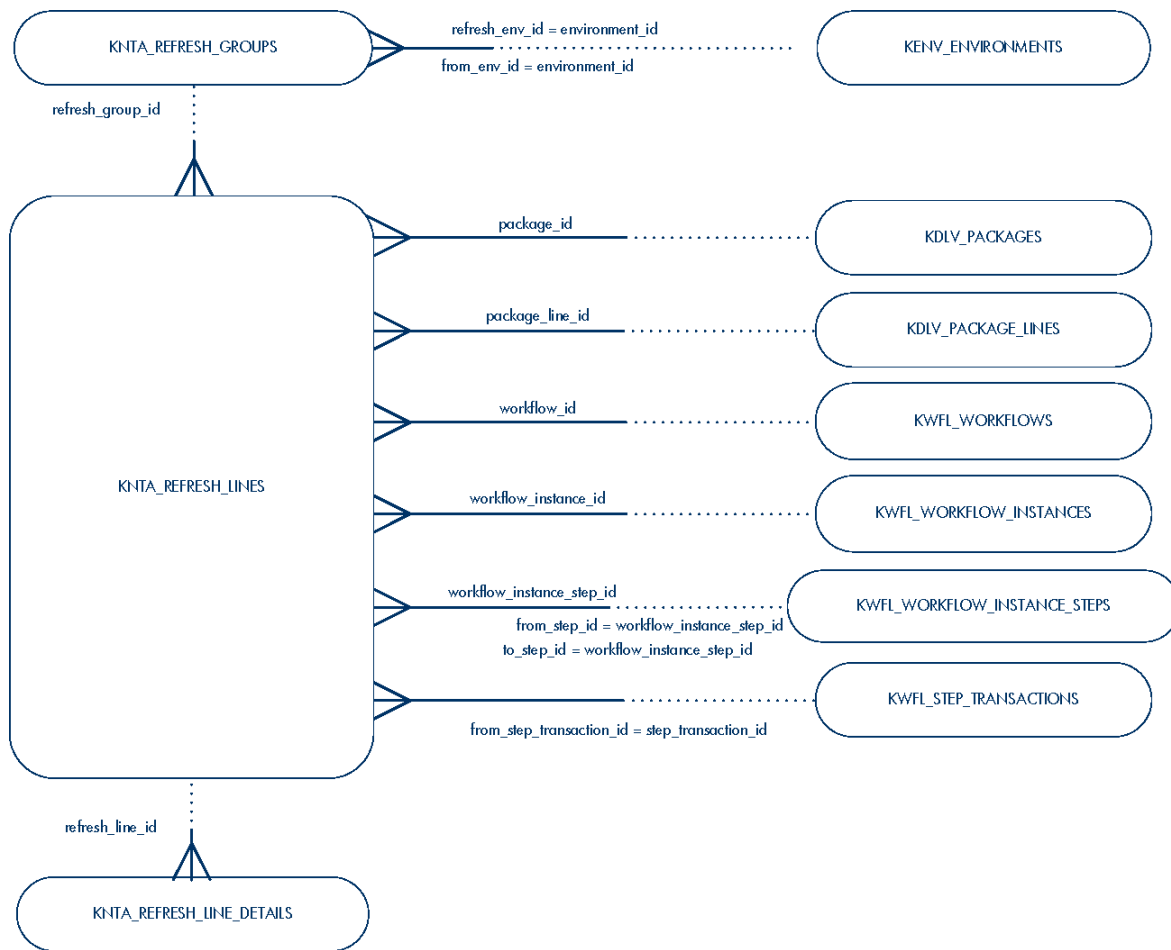 KNTA_REFRESH_GROUPS
refresh_env_id = environment_id
from_env_id = environment_id
KENV_ENVIRONMENTS
refresh_group_id
package_id
KDLV_PACKAGES
package_line_id
KDLV_PACKAGE_LINES
workflow_id
KWFL_WORKFLOWS
KNTA_REFRESH_LINES
workflow_instance_id
KWFL_WORKFLOW_INSTANCES
workflow_instance_step_id
from_step_id = workflow_instance_step_id
to_step_id = workflow_instance_step_id
KWFL_WORKFLOW_INSTANCE_STEPS
from_step_transaction_id = step_transaction_id
KWFL_STEP_TRANSACTIONS
refresh_line_id
KNTA_REFRESH_LINE_DETAILS